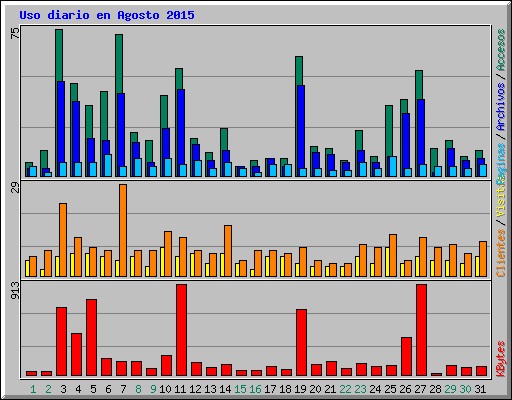 Uso diario en Agosto 2015
75
29
913
Clientes / Visitas
Paginas / Archivos / Accesos
KBytes
1 2 3 4 5 6 7 8 9 10 11 12 13 14 15 16 17 18 19 20 21 22 23 24 25 26 27 28 29 30 31